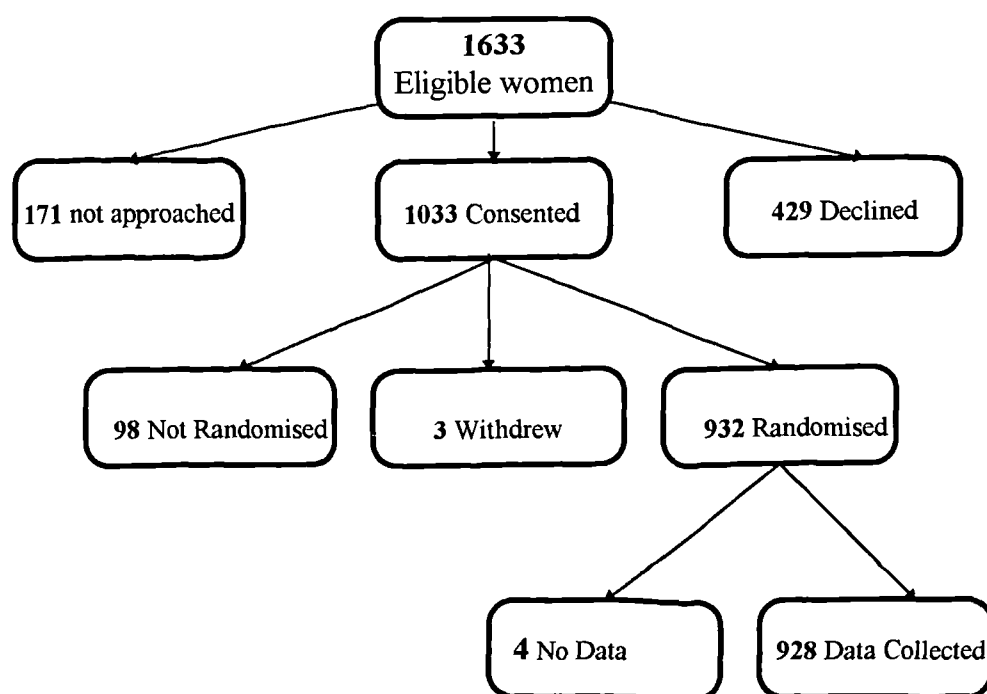 1633
Eligible women
171 not approached
1033 Consented
429 Declined
98 Not Randomised
3 Withdrew
932 Randomised
4 No Data
928 Data Collected